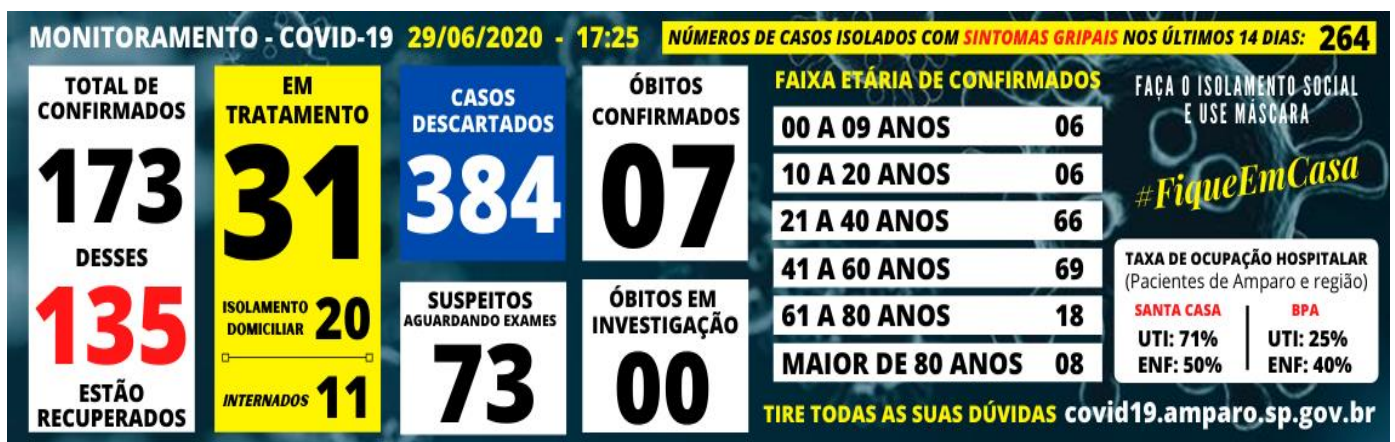 MONITORAMENTO - COVID-19 29/06/2020 - 17:25
NÚMEROS DE CASOS ISOLADOS COM SINTOMAS GRIPAIS NOS ÚLTIMOS 14 DIAS: 264
TOTAL DE
CONFIRMADOS
173
DESSES
135
ESTÃO
RECUPERADOS
EM
TRATAMENTO
31
ISOLAMENTO
DOMICILIAR 20
INTERNADOS 11
CASOS
DESCARTADOS
384
SUSPEITOS
AGUARDANDO EXAMES
73
ÓBITOS
CONFIRMADOS
07
ÓBITOS EM
INVESTIGAÇÃO
00
FAIXA ETÁRIA DE CONFIRMADOS
00 A 09 ANOS 06
10 A 20 ANOS 06
21 A 40 ANOS 66
41 A 60 ANOS 69
61 A 80 ANOS 18
MAIOR DE 80 ANOS 08
FAÇA O ISOLAMENTO SOCIAL
E USE MÁSCARA
#FiqueEmCasa
TAXA DE OCUPAÇÃO HOSPITALAR
(Pacientes de Amparo e região)
SANTA CASA
UTI: 71%
ENF: 50%
BPA
UTI: 25%
ENF: 40%
TIRE TODAS AS SUAS DÚVIDAS covid19.amparo.sp.gov.br